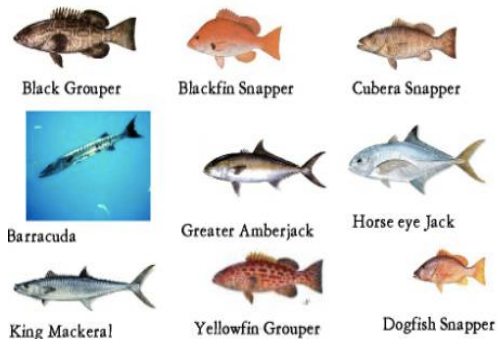 Black Grouper
Blackfin Snapper
Cubera Snapper
Barracuda
Greater Amberjack
Horse eye Jack
King Mackeral
Yellowfin Grouper
Dogfish Snapper